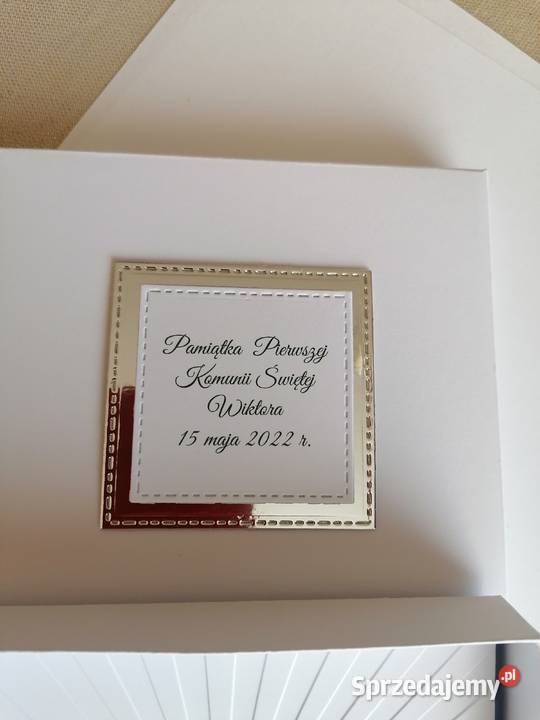 Pamiątka Pierwszej
Komunii Świętej
Wiktora
15 maja 2022 r.
Sprzedajemy.pl